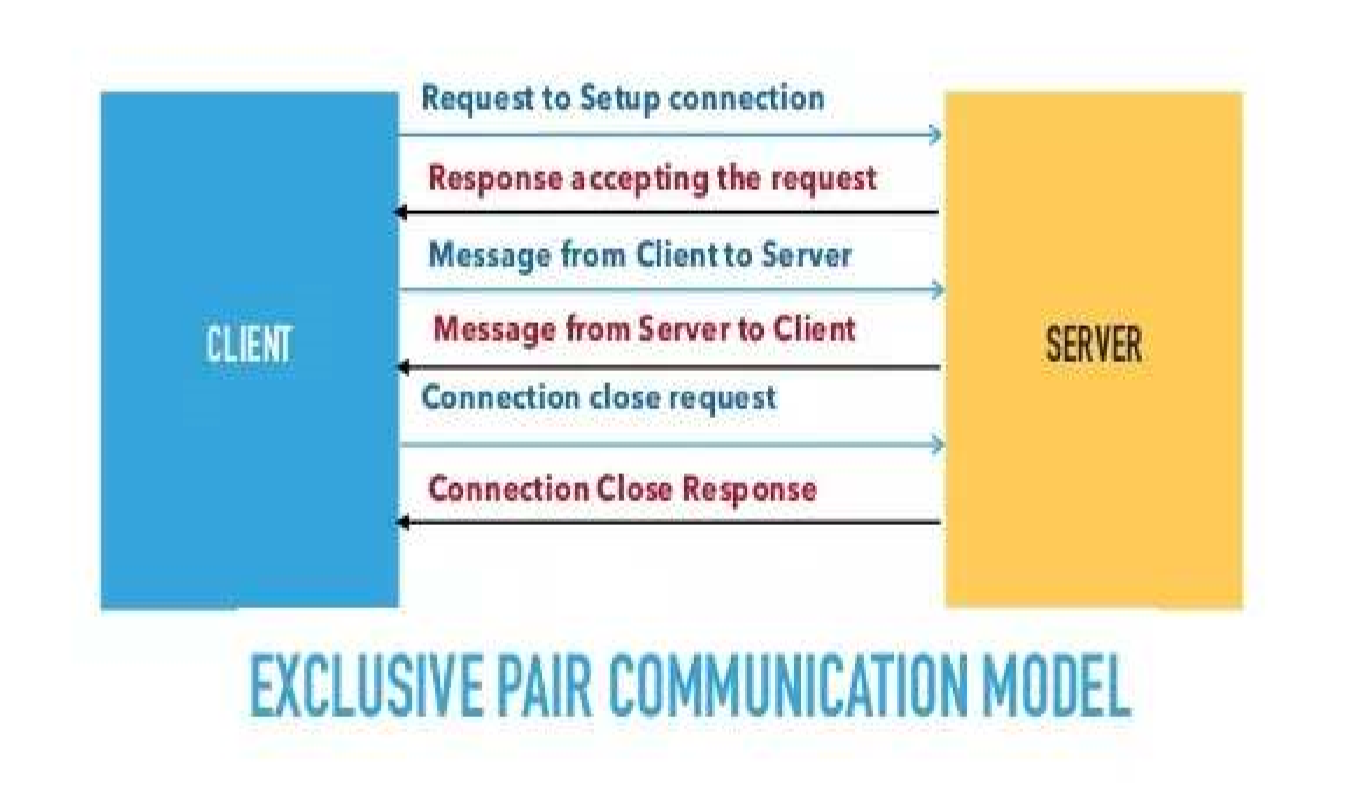 Request to Setup connection
Response accepting the request
Message from Client to Server
CLIENT
Message from Server to Client
SERVER
Connection close request
Connection Close Response
EXCLUSIVE PAIR COMMUNICATION MODEL